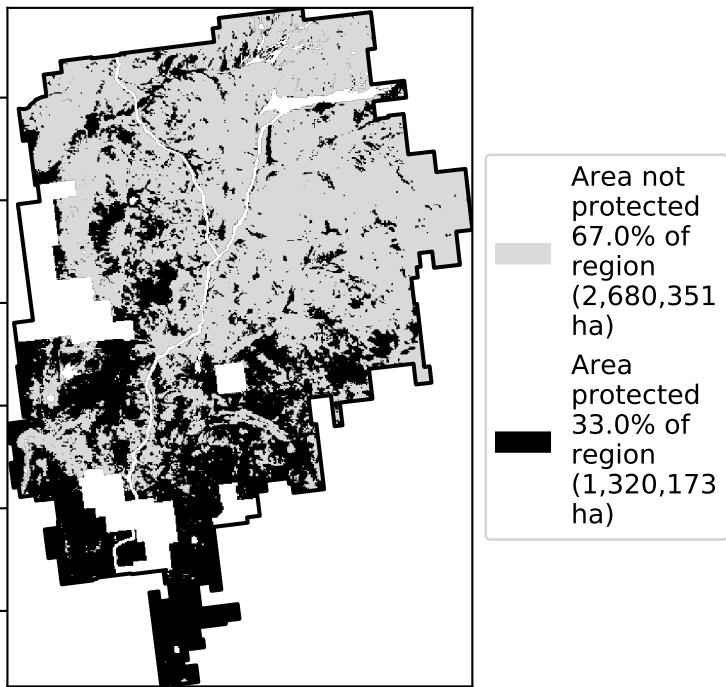 Area not
protected
67.0% of
region
(2,680,351
ha)
Area
protected
33.0% of
region
(1,320,173
ha)